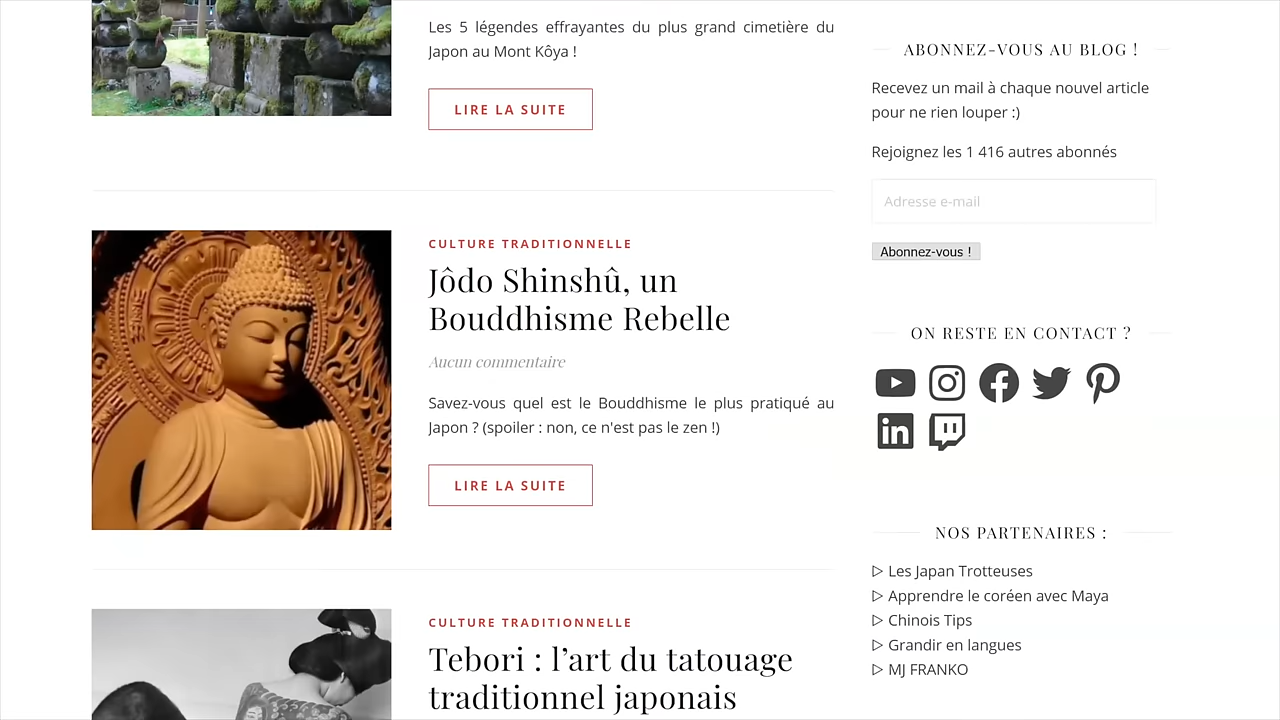 Les 5 légendes effrayantes du plus grand cimetière du
Japon au Mont Kôya !
LIRE LA SUITE
CULTURE TRADITIONNELLE
Jôdo Shinshû, un
Bouddhisme Rebelle
Aucun commentaire
Savez-vous quel est le Bouddhisme le plus pratiqué au
Japon ? (spoiler : non, ce n'est pas le zen !)
LIRE LA SUITE
CULTURE TRADITIONNELLE
Tebori : l’art du tatouage
traditionnel japonais
ABONNEZ-VOUS AU BLOG !
Recevez un mail à chaque nouvel article
pour ne rien louper :)
Rejoignez les 1 416 autres abonnés
Adresse e-mail
Abonnez-vous !
ON RESTE EN CONTACT ?
NOS PARTENAIRES :
▷ Les Japan Trotteuses
▷ Apprendre le coréen avec Maya
▷ Chinois Tips
▷ Grandir en langues
▷ MJ FRANKO